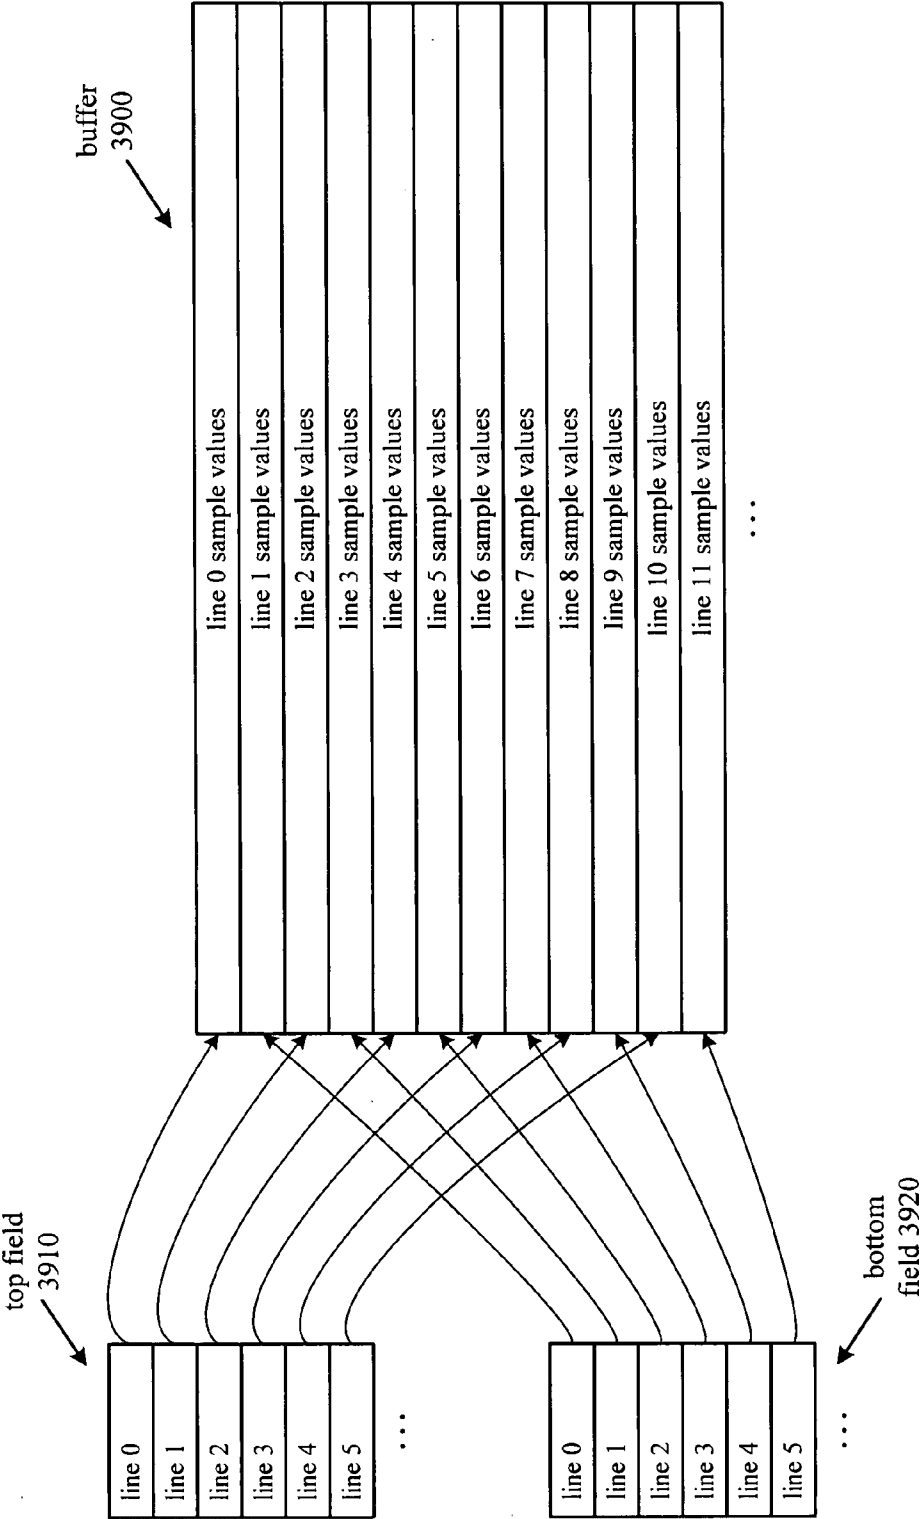 top field
3910
line 0
line 1
line 2
line 3
line 4
line 5
...
bottom
field 3920
line 0
line 1
line 2
line 3
line 4
line 5
...
buffer
3900
line 0 sample values
line 1 sample values
line 2 sample values
line 3 sample values
line 4 sample values
line 5 sample values
line 6 sample values
line 7 sample values
line 8 sample values
line 9 sample values
line 10 sample values
line 11 sample values
...